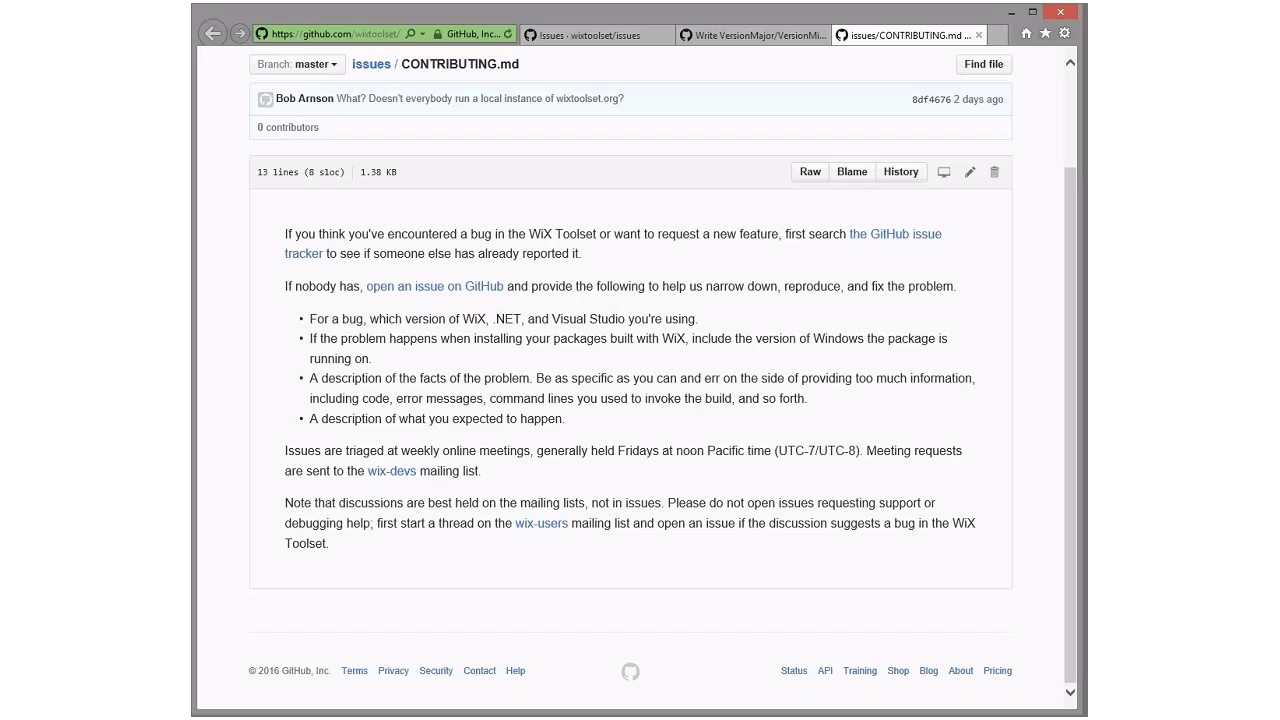 https://github.com/wixtoolset/ GitHub, Inc... Issues · wixtoolset/issues Write VersionMajor/VersionMi... issues/CONTRIBUTING.md ...
Branch: master issues / CONTRIBUTING.md Find file
Bob Arnson What? Doesn't everybody run a local instance of wixtoolset.org? 8df4676 2 days ago
0 contributors
13 lines (8 sloc) 1.38 KB Raw Blame History
If you think you've encountered a bug in the WiX Toolset or want to request a new feature, first search the GitHub issue
tracker to see if someone else has already reported it.
If nobody has, open an issue on GitHub and provide the following to help us narrow down, reproduce, and fix the problem.
• For a bug, which version of WiX, .NET, and Visual Studio you're using.
• If the problem happens when installing your packages built with WiX, include the version of Windows the package is
running on.
• A description of the facts of the problem. Be as specific as you can and err on the side of providing too much information,
including code, error messages, command lines you used to invoke the build, and so forth.
• A description of what you expected to happen.
Issues are triaged at weekly online meetings, generally held Fridays at noon Pacific time (UTC-7/UTC-8). Meeting requests
are sent to the wix-devs mailing list.
Note that discussions are best held on the mailing lists, not in issues. Please do not open issues requesting support or
debugging help; first start a thread on the wix-users mailing list and open an issue if the discussion suggests a bug in the WiX
Toolset.
© 2016 GitHub, Inc. Terms Privacy Security Contact Help Status API Training Shop Blog About Pricing